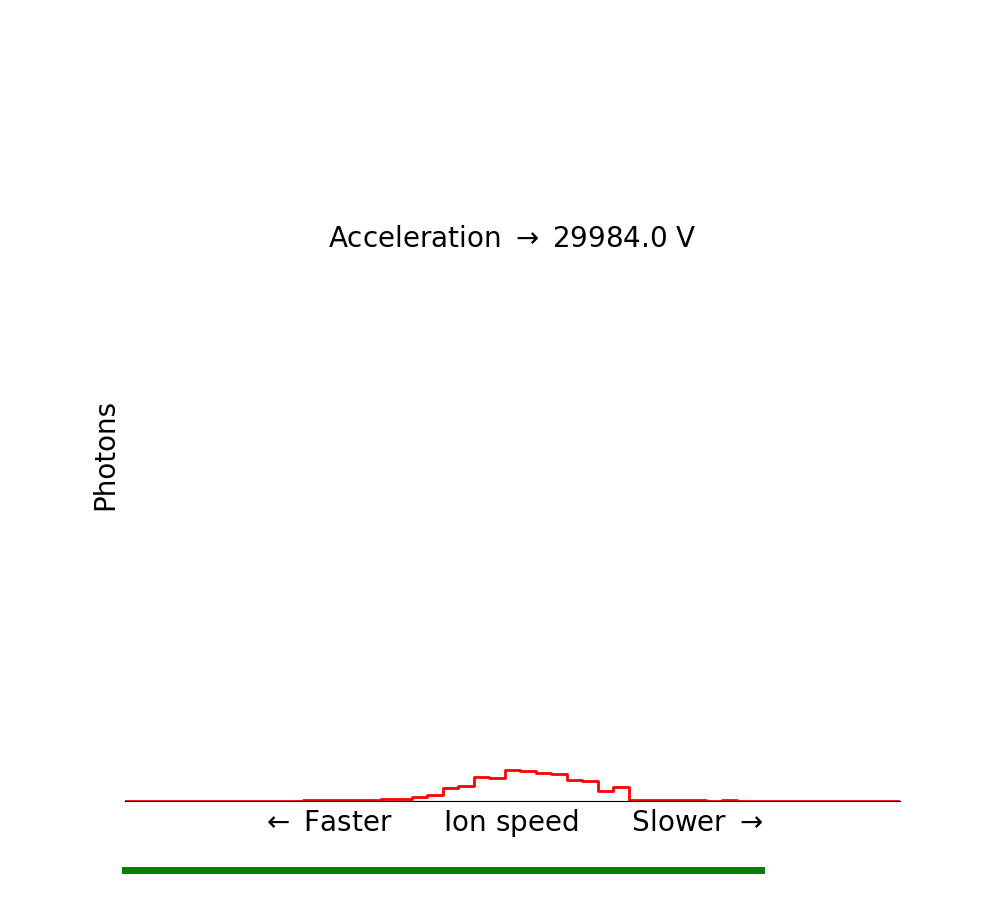 Acceleration → 29984.0 V
Photons
← Faster Ion speed Slower →